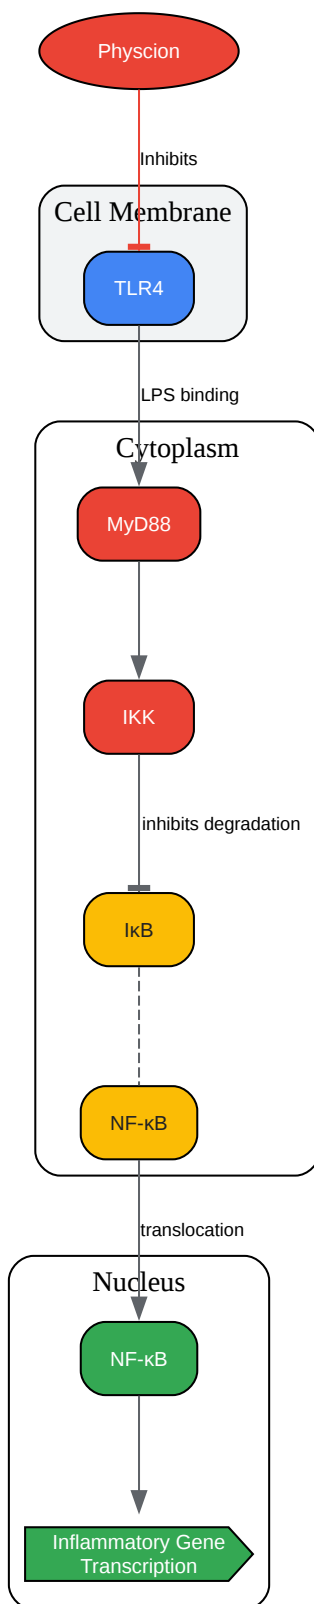 Physcion
Inhibits
Cell Membrane
TLR4
LPS binding
Cytoplasm
MyD88
IKK
inhibits degradation
IκB
NF-κB
translocation
Nucleus
NF-κB
Inflammatory Gene
Transcription